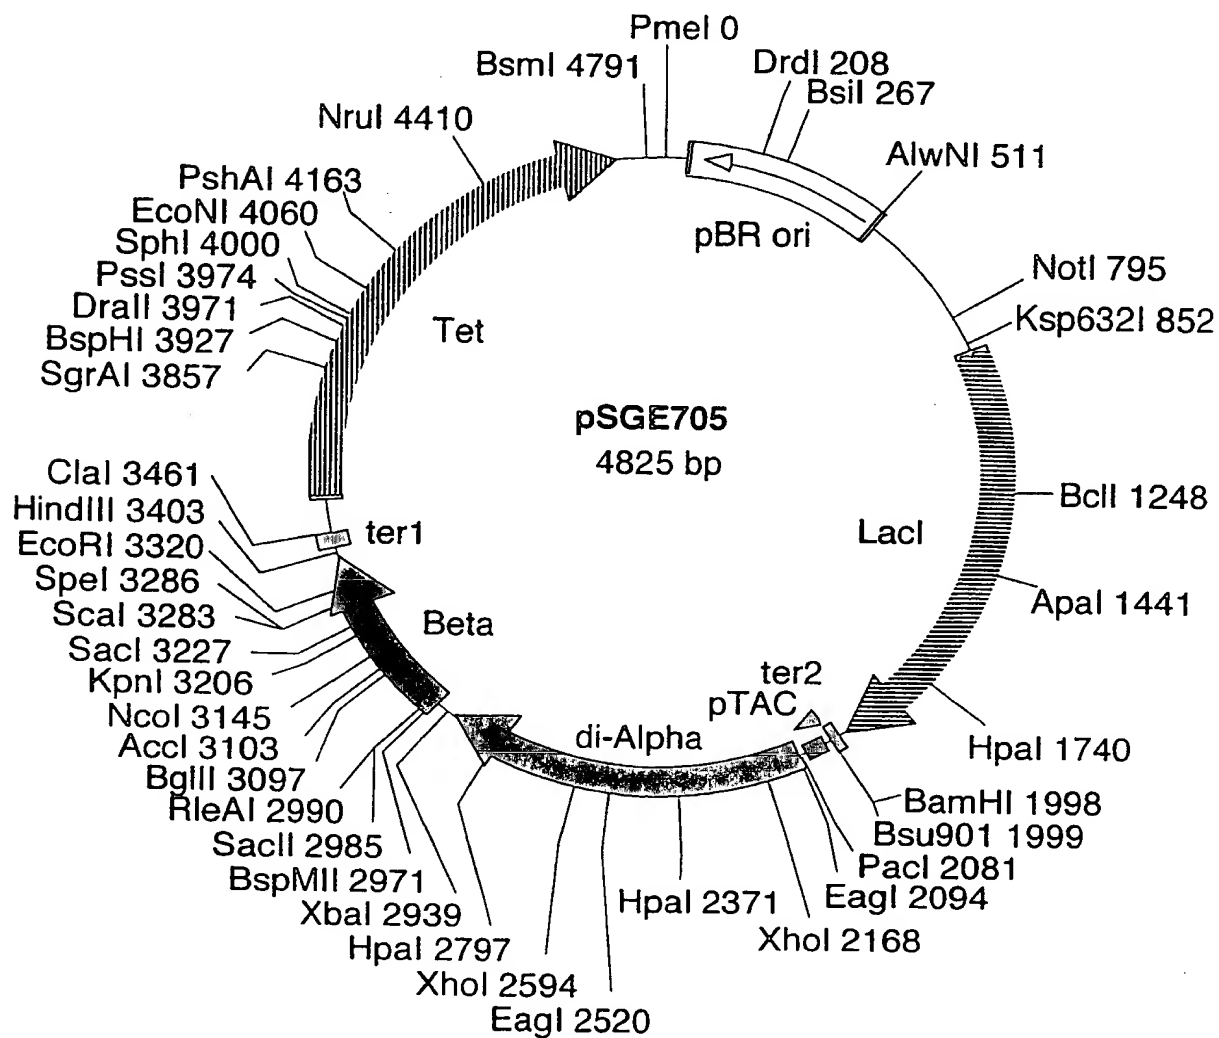 PmeI 0
BsmI 4791
DrdI 208
BsiI 267
NruI 4410
AlwNI 511
PshAI 4163
EcoNI 4060
SphI 4000
PssI 3974
DraII 3971
BspHI 3927
SgrAI 3857
pBR ori
NotI 795
Ksp632I 852
Tet
pSGE705
4825 bp
ClaI 3461
HindIII 3403
EcoRI 3320
SpeI 3286
ScaI 3283
SacI 3227
KpnI 3206
NcoI 3145
AccI 3103
BglII 3097
RleAI 2990
SacII 2985
BspMII 2971
XbaI 2939
HpaI 2797
XhoI 2594
EagI 2520
ter1
Beta
BclI 1248
LacI
ApaI 1441
ter2
pTAC
di-Alpha
HpaI 1740
BamHI 1998
Bsu901 1999
PacI 2081
EagI 2094
HpaI 2371
XhoI 2168